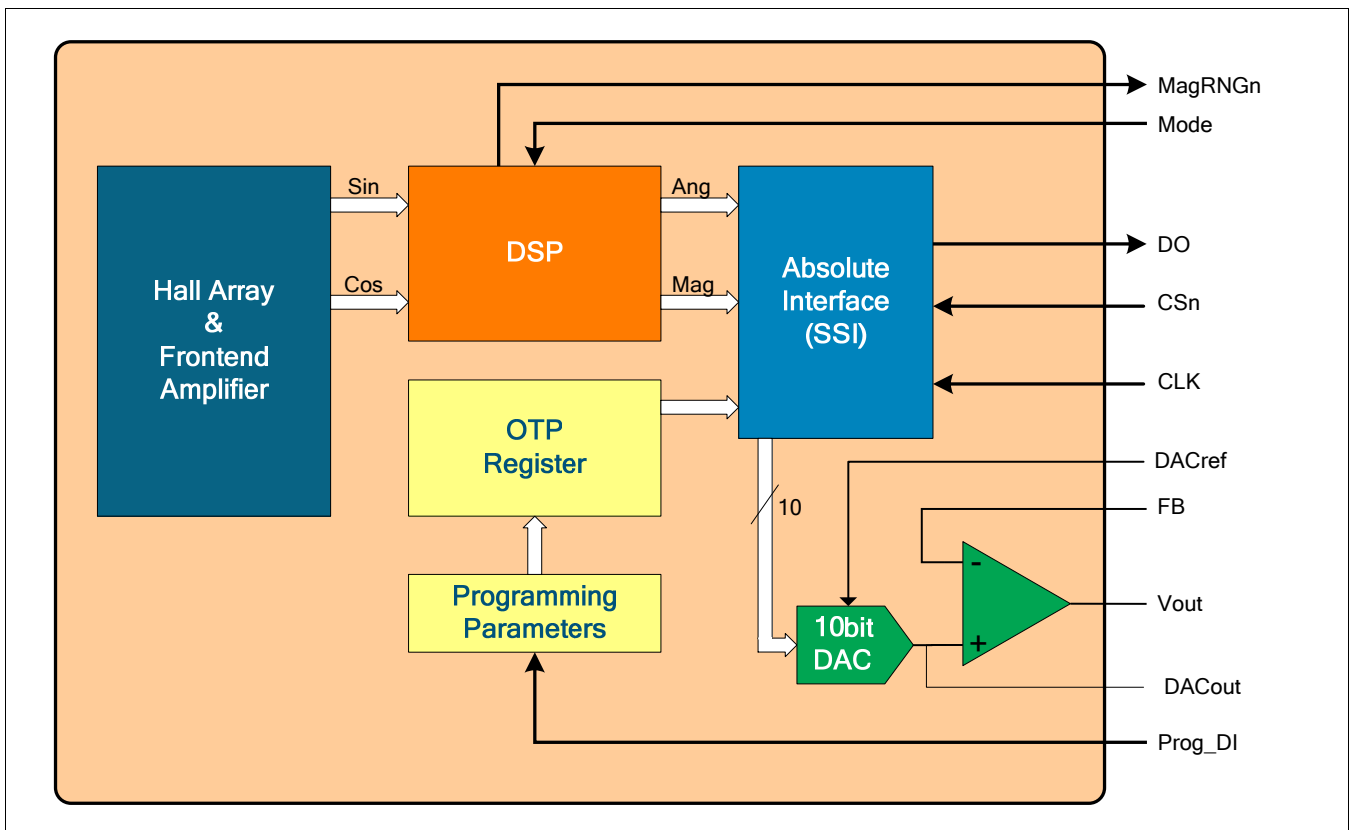 MagRNGn
Mode
Sin
Ang
DSP
DO
Hall Array
&
Frontend
Amplifier
Absolute
Interface
(SSI)
Cos
Mag
CSn
CLK
OTP
Register
DACref
10
FB
-
Programming
Parameters
Vout
10bit
DAC
+
DACout
Prog_DI